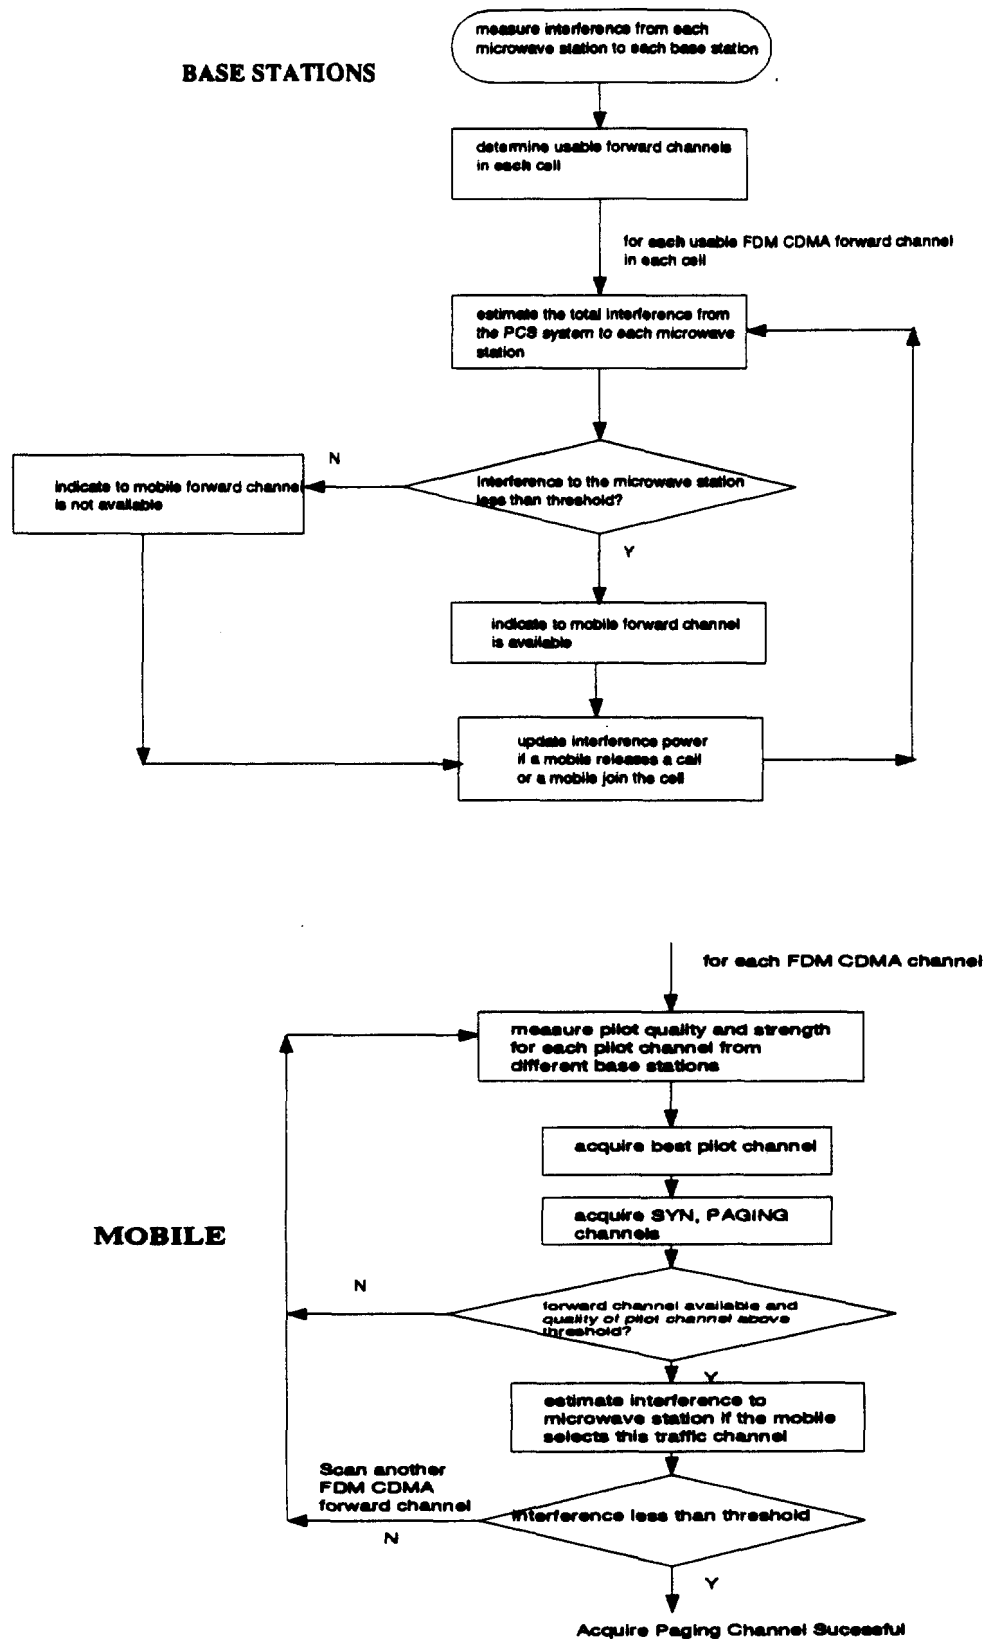 measure interference from each
microwave station to each base station
BASE STATIONS
determine usable forward channels
in each cell
for each usable FDM CDMA forward channel
in each cell
estimate the total interference from
the PCS system to each microwave
station
N
interference to the microwave station
less than threshold?
indicate to mobile forward channel
is not available
Y
indicate to mobile forward channel
is available
update interference power
if a mobile releases a call
or a mobile join the cell
for each FDM CDMA channel
measure pilot quality and strength
for each pilot channel from
different base stations
acquire best pilot channel
MOBILE
acquire SYN, PAGING
channels
N
forward channel available and
quality of pilot channel above
threshold?
Y
estimate interference to
microwave station if the mobile
selects this traffic channel
Scan another
FDM CDMA
forward channel
interference less than threshold
N
Y
Acquire Paging Channel Sucessful